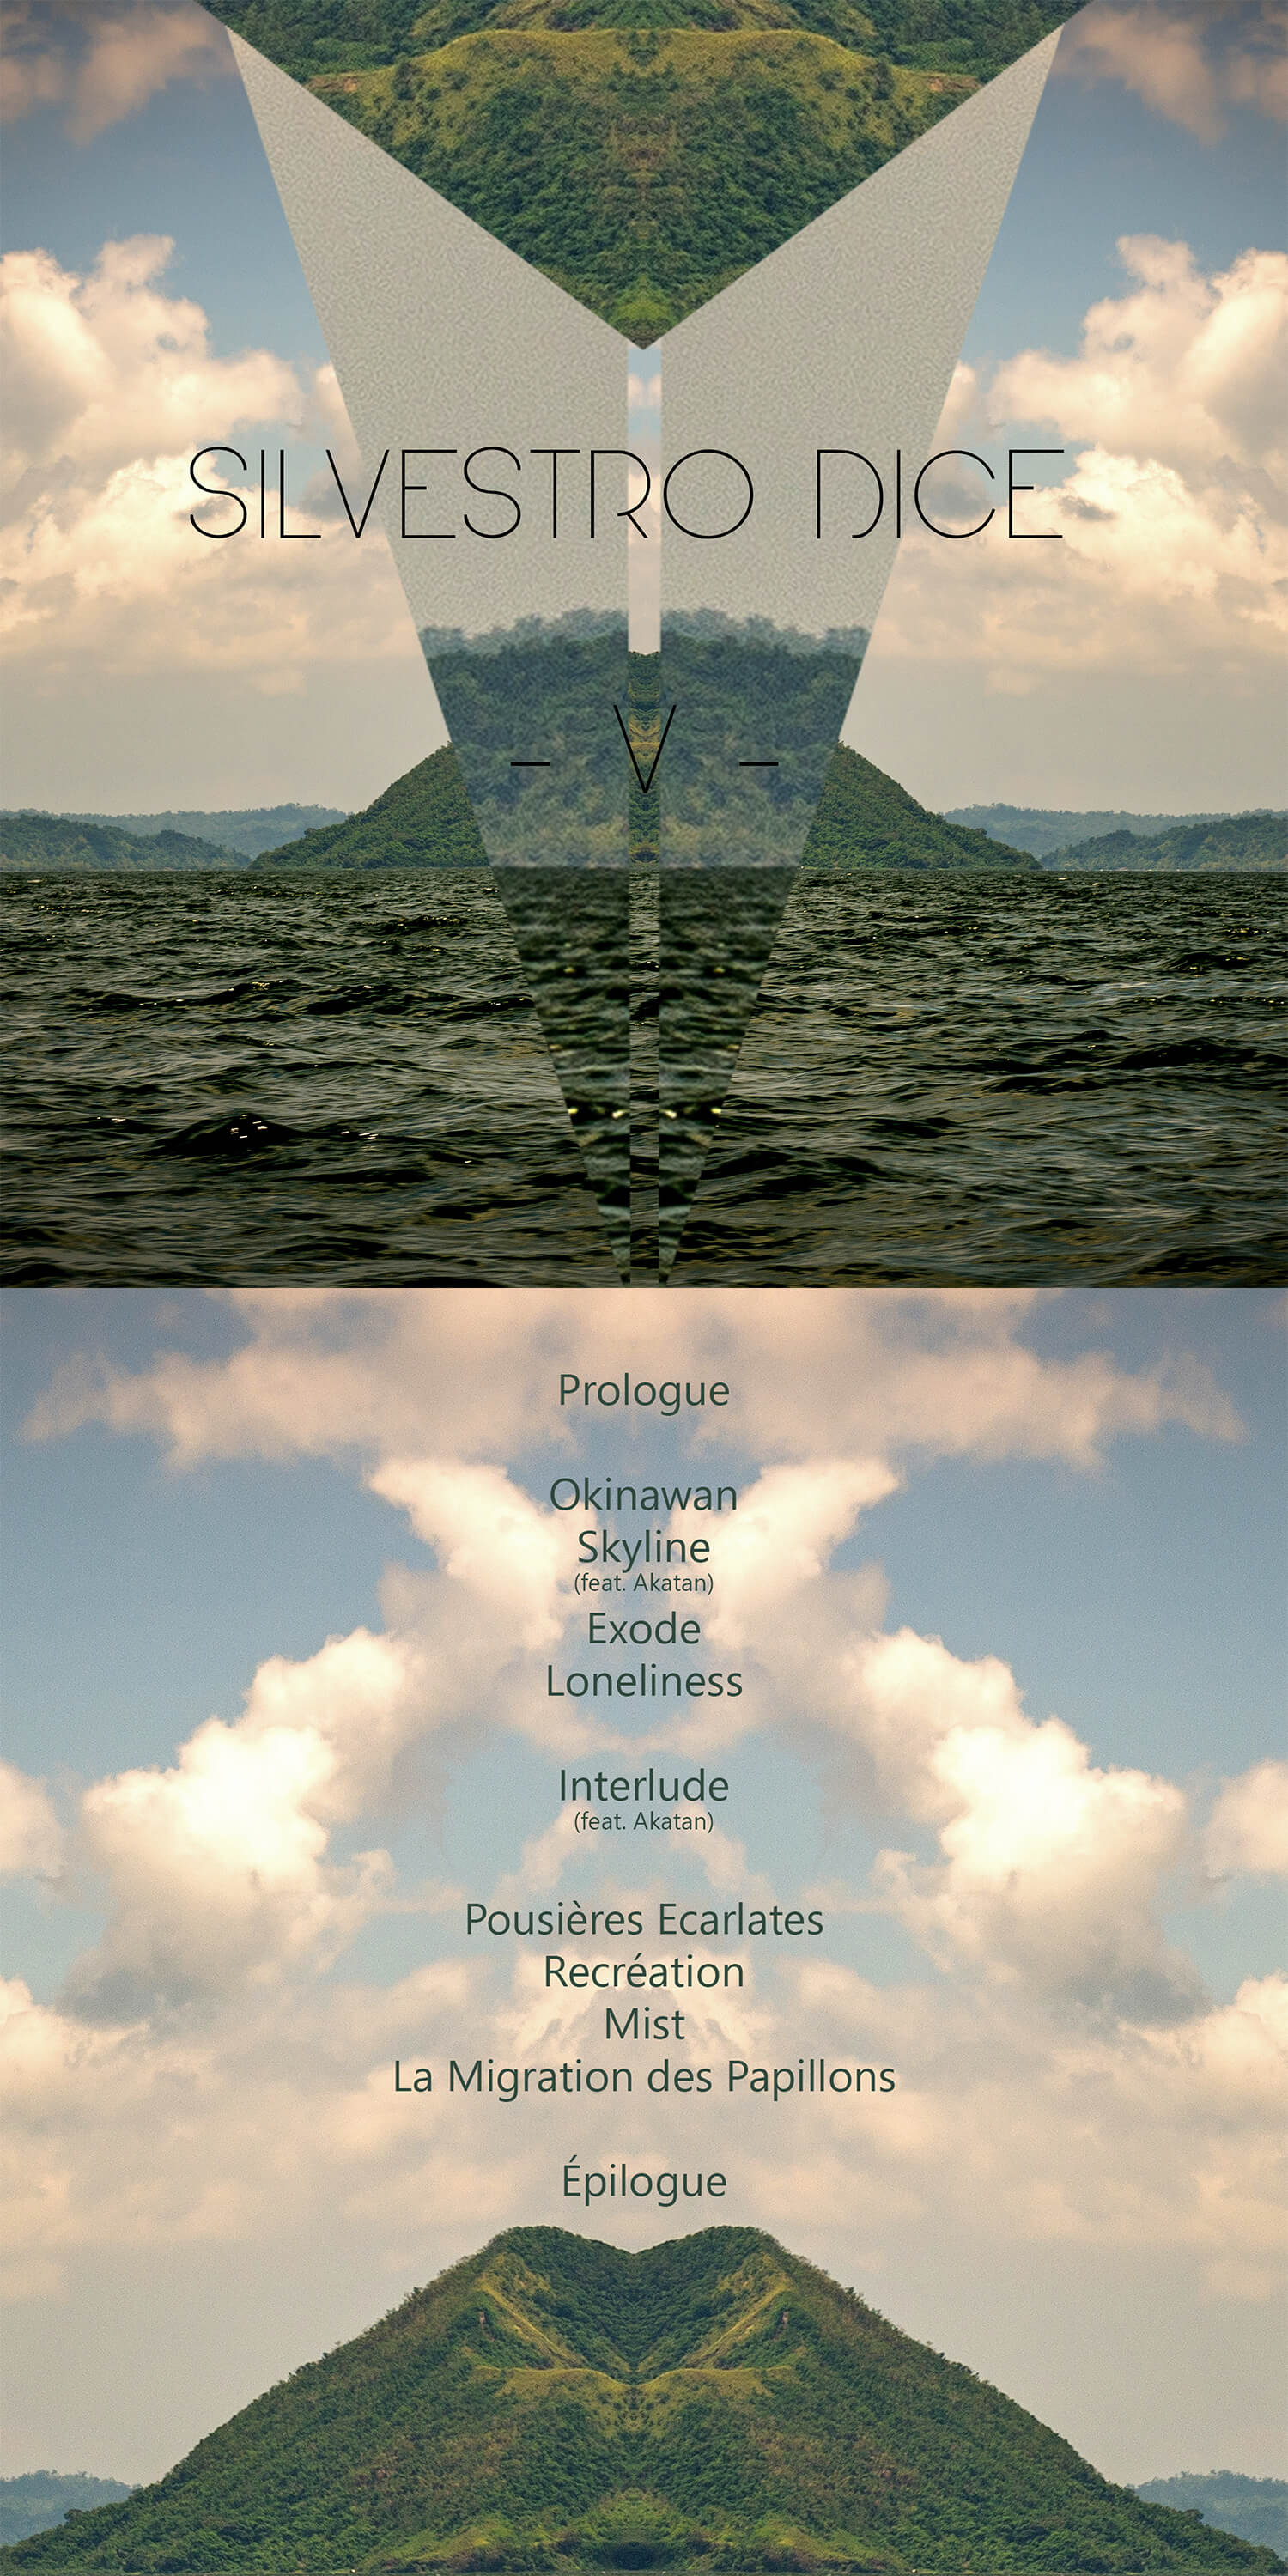 SILVESTRO DICE
- V -
Prologue
Okinawan
Skyline
(feat. Akatan)
Exode
Loneliness
Interlude
(feat. Akatan)
Pousières Ecarlates
Recréation
Mist
La Migration des Papillons
Épilogue